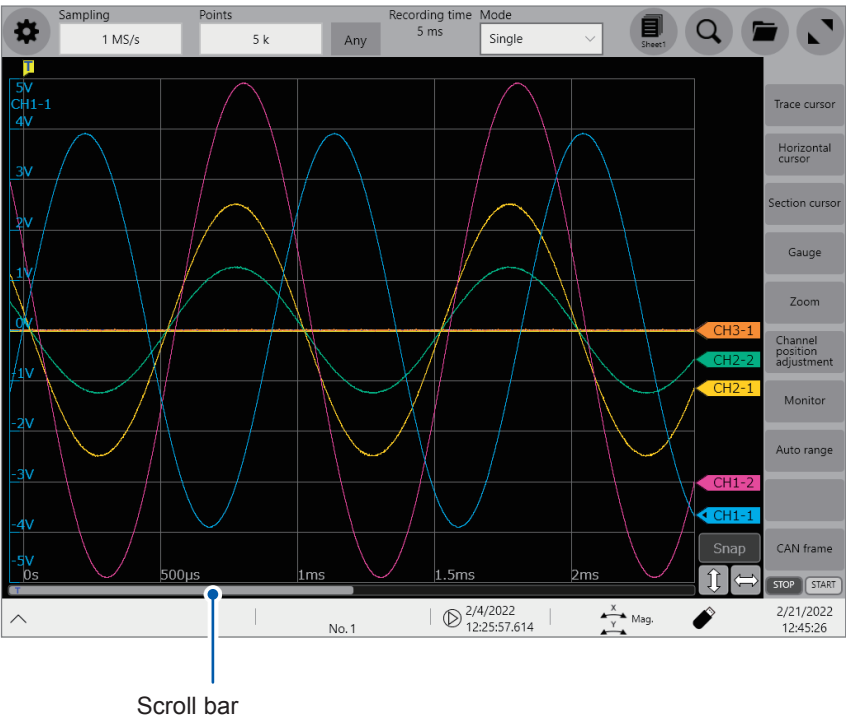 Sampling
1 MS/s
Points
5 k
Any
Recording time
5 ms
Mode
Single
Sheet1
T
5V
CH1-1
4V
3V
2V
1V
0V
-1V
-2V
-3V
-4V
-5V
0s
500µs
1ms
1.5ms
2ms
T
CH3-1
CH2-2
CH2-1
CH1-2
CH1-1
Snap
Trace cursor
Horizontal
cursor
Section cursor
Gauge
Zoom
Channel
position
adjustment
Monitor
Auto range
CAN frame
STOP
START
No. 1
2/4/2022
12:25:57.614
X
Y
Mag.
2/21/2022
12:45:26
Scroll bar